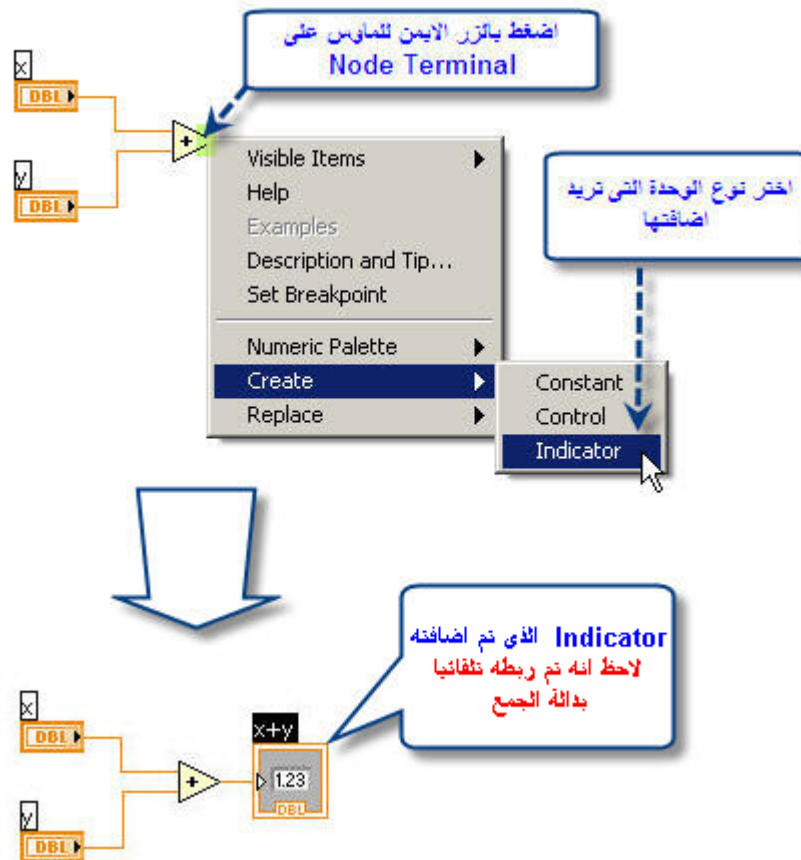 اضغط بالزر الايمن للماوس على
Node Terminal
x
DBL
y
DBL
+
Visible Items
Help
Examples
Description and Tip...
Set Breakpoint
Numeric Palette
Create
Replace
اختر نوع الوحدة التى تريد
اضافتها
Constant
Control
Indicator
Indicator الذي تم اضافته
لاحظ انه تم ربطه تلقائيا
بدالة الجمع
x
DBL
y
DBL
+
x+y
1.23
DBL